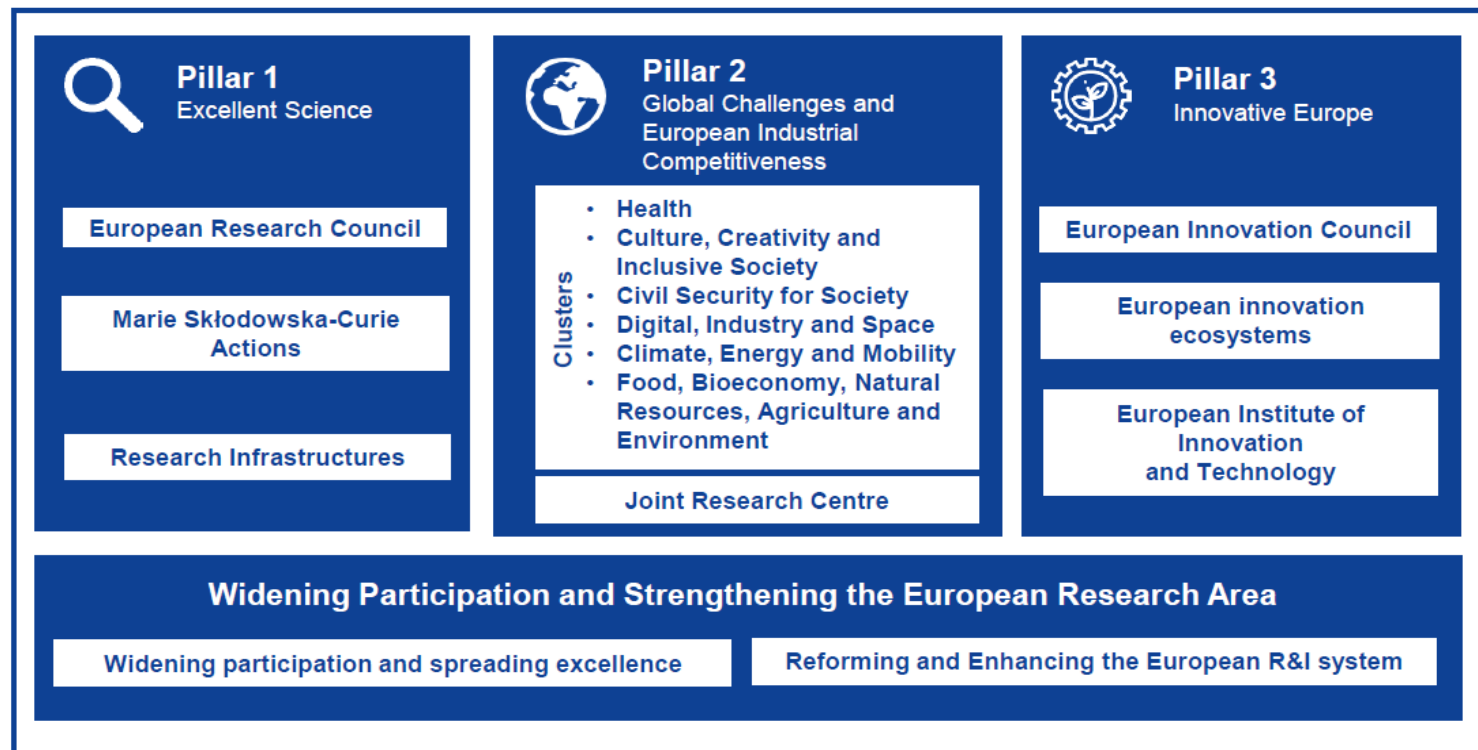 Pillar 1
Excellent Science
European Research Council
Marie Skłodowska-Curie
Actions
Research Infrastructures
Pillar 2
Global Challenges and
European Industrial
Competitiveness
Clusters
• Health
• Culture, Creativity and
Inclusive Society
• Civil Security for Society
• Digital, Industry and Space
• Climate, Energy and Mobility
• Food, Bioeconomy, Natural
Resources, Agriculture and
Environment
Joint Research Centre
Pillar 3
Innovative Europe
European Innovation Council
European innovation
ecosystems
European Institute of
Innovation
and Technology
Widening Participation and Strengthening the European Research Area
Widening participation and spreading excellence
Reforming and Enhancing the European R&I system